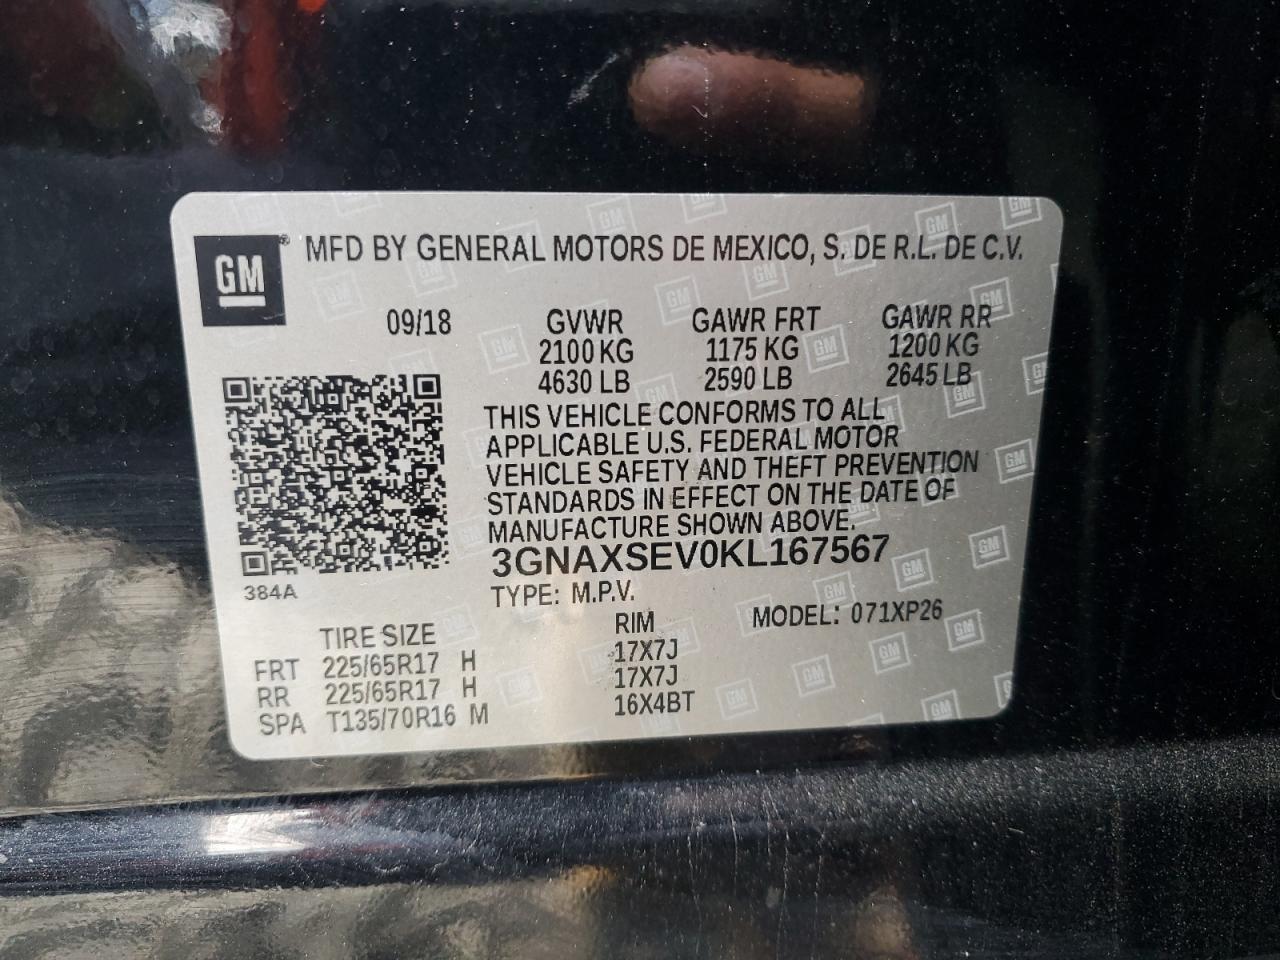 GM® MFD BY GENERAL MOTORS DE MEXICO, S. DE R.L. DE C.V.
09/18 GVWR GAWR FRT GAWR RR
2100 KG 1175 KG 1200 KG
4630 LB 2590 LB 2645 LB
THIS VEHICLE CONFORMS TO ALL
APPLICABLE U.S. FEDERAL MOTOR
VEHICLE SAFETY AND THEFT PREVENTION
STANDARDS IN EFFECT ON THE DATE OF
MANUFACTURE SHOWN ABOVE.
3GNAXSEV0KL167567
384A
TYPE: M.P.V.
TIRE SIZE RIM MODEL: 071XP26
FRT 225/65R17 H 17X7J
RR 225/65R17 H 17X7J
SPA T135/70R16 M 16X4BT